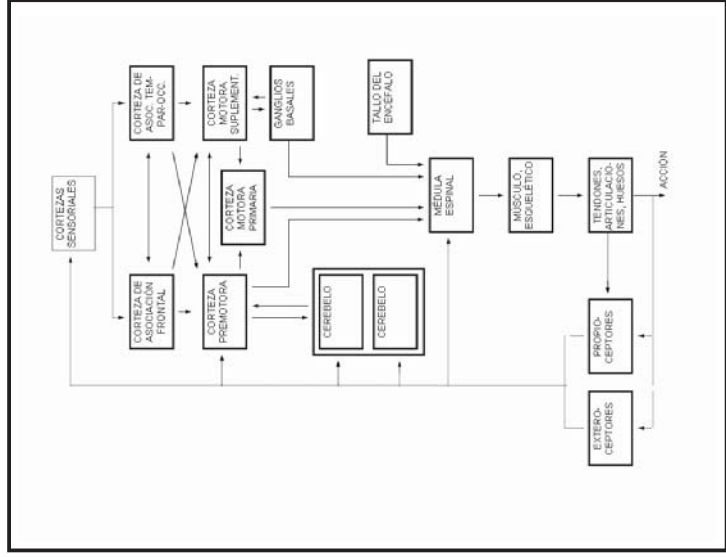 CORTEZAS
SENSORIALES
CORTEZA DE
ASOCIACIÓN
FRONTAL
CORTEZA DE
ASOC. TEM-
PAR-OCC.
CORTEZA
PREMOTORA
CORTEZA
MOTORA
SUPLEMENT.
CORTEZA
MOTORA
PRIMARIA
GANGLIOS
BASALES
CEREBELO
CEREBELO
TALLO DEL
ENCÉFALO
MÉDULA
ESPINAL
MÚSCULO,
ESQUELÉTICO
TENDONES,
ARTICULACIO-
NES, HUESOS
ACCIÓN
EXTERO-
CEPTORES
PROPIO-
CEPTORES